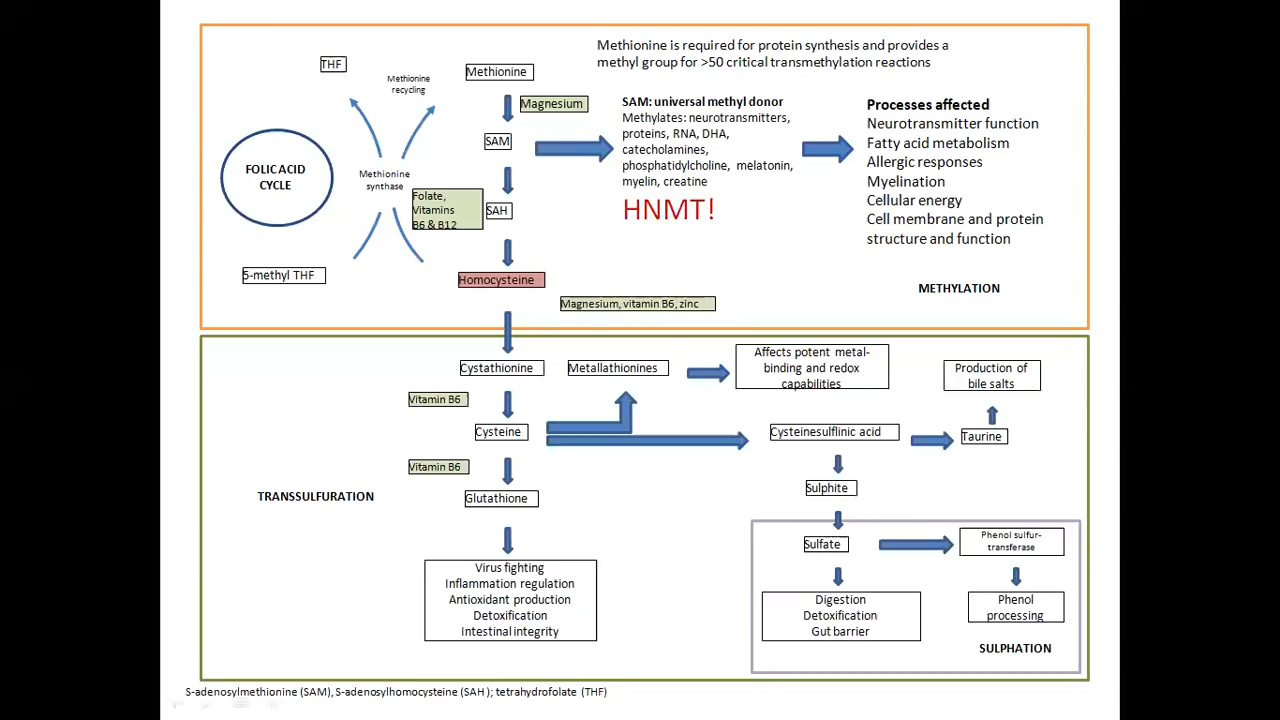 Methionine is required for protein synthesis and provides a
methyl group for >50 critical transmethylation reactions
THF
Methionine
recycling
Methionine
Magnesium
SAM
SAM: universal methyl donor
Methylates: neurotransmitters,
proteins, RNA, DHA,
catecholamines,
phosphatidylcholine, melatonin,
myelin, creatine
HNMT!
Processes affected
Neurotransmitter function
Fatty acid metabolism
Allergic responses
Myelination
Cellular energy
Cell membrane and protein
structure and function
FOLIC ACID
CYCLE
Methionine
synthase
Folate,
Vitamins
B6 & B12
SAH
5-methyl THF
Homocysteine
METHYLATION
Magnesium, vitamin B6, zinc
Cystathionine
Metallathionines
Affects potent metal-
binding and redox
capabilities
Production of
bile salts
Vitamin B6
Cysteine
Cysteinesulflinic acid
Taurine
Vitamin B6
Glutathione
Sulphite
TRANSSULFURATION
Sulfate
Phenol sulfur-
transferase
Virus fighting
Inflammation regulation
Antioxidant production
Detoxification
Intestinal integrity
Digestion
Detoxification
Gut barrier
Phenol
processing
SULPHATION
S-adenosylmethionine (SAM), S-adenosylhomocysteine (SAH ); tetrahydrofolate (THF)